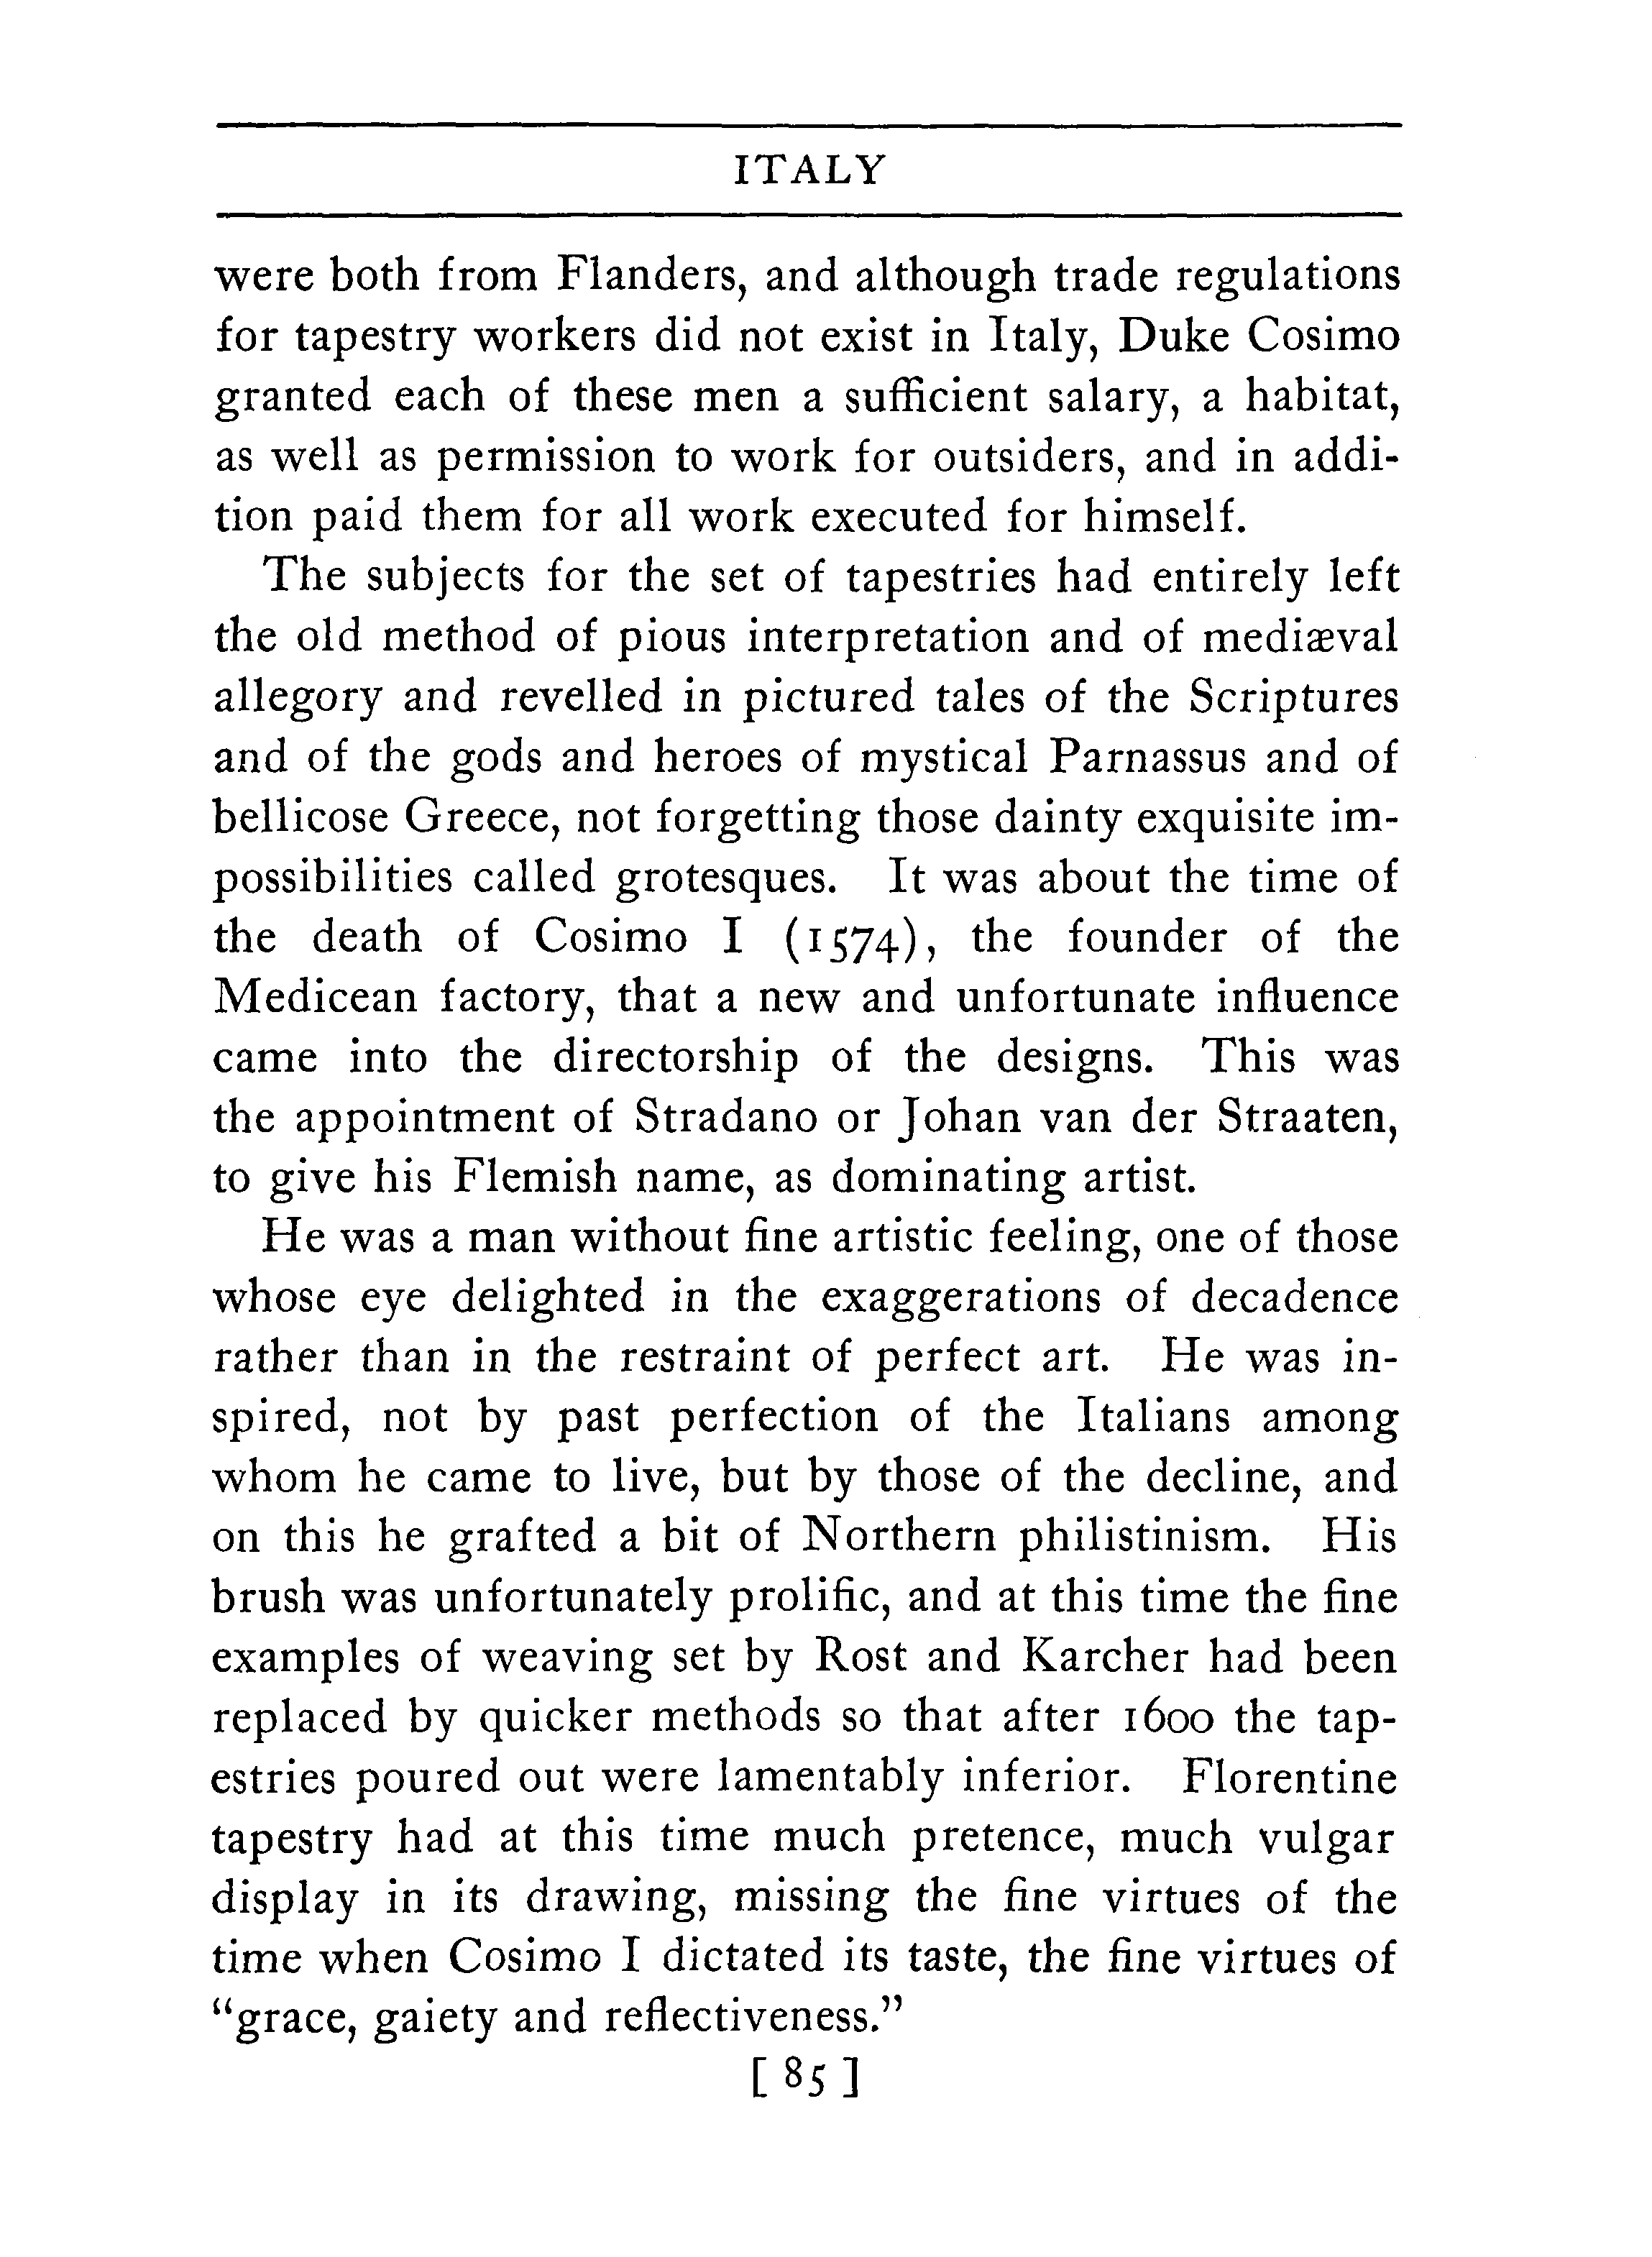 ITALY
were both from Flanders, and although trade regulations
for tapestry workers did not exist in Italy, Duke Cosimo
granted each of these men a sufficient salary, a habitat,
as well as permission to work for outsiders, and in addi-
tion paid them for all work executed for himself.
The subjects for the set of tapestries had entirely left
the old method of pious interpretation and of mediæval
allegory and revelled in pictured tales of the Scriptures
and of the gods and heroes of mystical Parnassus and of
bellicose Greece, not forgetting those dainty exquisite im-
possibilities called grotesques. It was about the time of
the death of Cosimo I (1574), the founder of the
Medicean factory, that a new and unfortunate influence
came into the directorship of the designs. This was
the appointment of Stradano or Johan van der Straaten,
to give his Flemish name, as dominating artist.
He was a man without fine artistic feeling, one of those
whose eye delighted in the exaggerations of decadence
rather than in the restraint of perfect art. He was in-
spired, not by past perfection of the Italians among
whom he came to live, but by those of the decline, and
on this he grafted a bit of Northern philistinism. His
brush was unfortunately prolific, and at this time the fine
examples of weaving set by Rost and Karcher had been
replaced by quicker methods so that after 1600 the tap-
estries poured out were lamentably inferior. Florentine
tapestry had at this time much pretence, much vulgar
display in its drawing, missing the fine virtues of the
time when Cosimo I dictated its taste, the fine virtues of
“grace, gaiety and reflectiveness.”
[ 85 ]